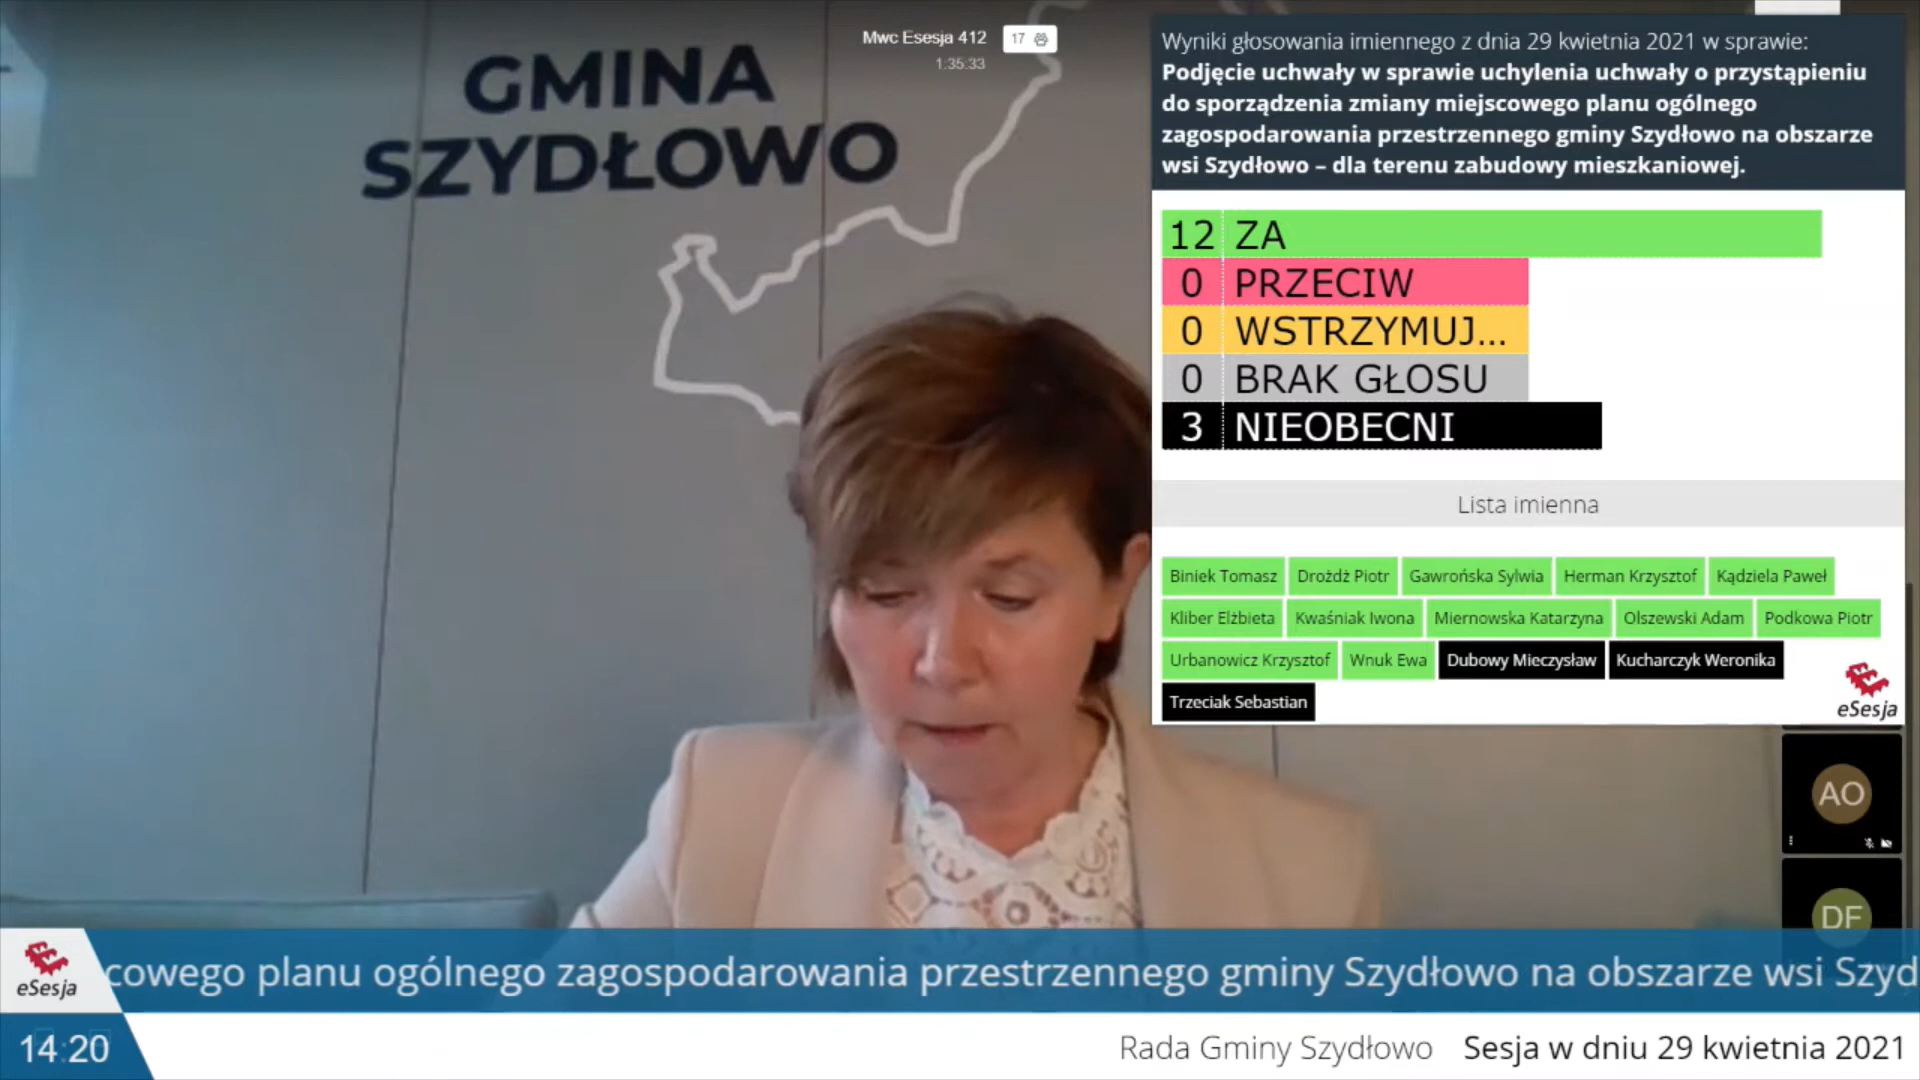 GMINA
SZYDŁOWO
Mwc Esesja 412
17
1:35:33
Wyniki głosowania imiennego z dnia 29 kwietnia 2021 w sprawie:
Podjęcie uchwały w sprawie uchylenia uchwały o przystąpieniu
do sporządzenia zmiany miejscowego planu ogólnego
zagospodarowania przestrzennego gminy Szydłowo na obszarze
wsi Szydłowo – dla terenu zabudowy mieszkaniowej.
12 ZA
0 PRZECIW
0 WSTRZYMUJ...
0 BRAK GŁOSU
3 NIEOBECNI
Lista imienna
Biniek Tomasz Drożdż Piotr Gawrońska Sylwia Herman Krzysztof Kądziela Paweł
Kliber Elżbieta Kwaśniak Iwona Miernowska Katarzyna Olszewski Adam Podkowa Piotr
Urbanowicz Krzysztof Wnuk Ewa Dubowy Mieczysław Kucharczyk Weronika
Trzeciak Sebastian
eSesja
AO
DF
eSesja
cowego planu ogólnego zagospodarowania przestrzennego gminy Szydłowo na obszarze wsi Szyd
14:20
Rada Gminy Szydłowo Sesja w dniu 29 kwietnia 2021